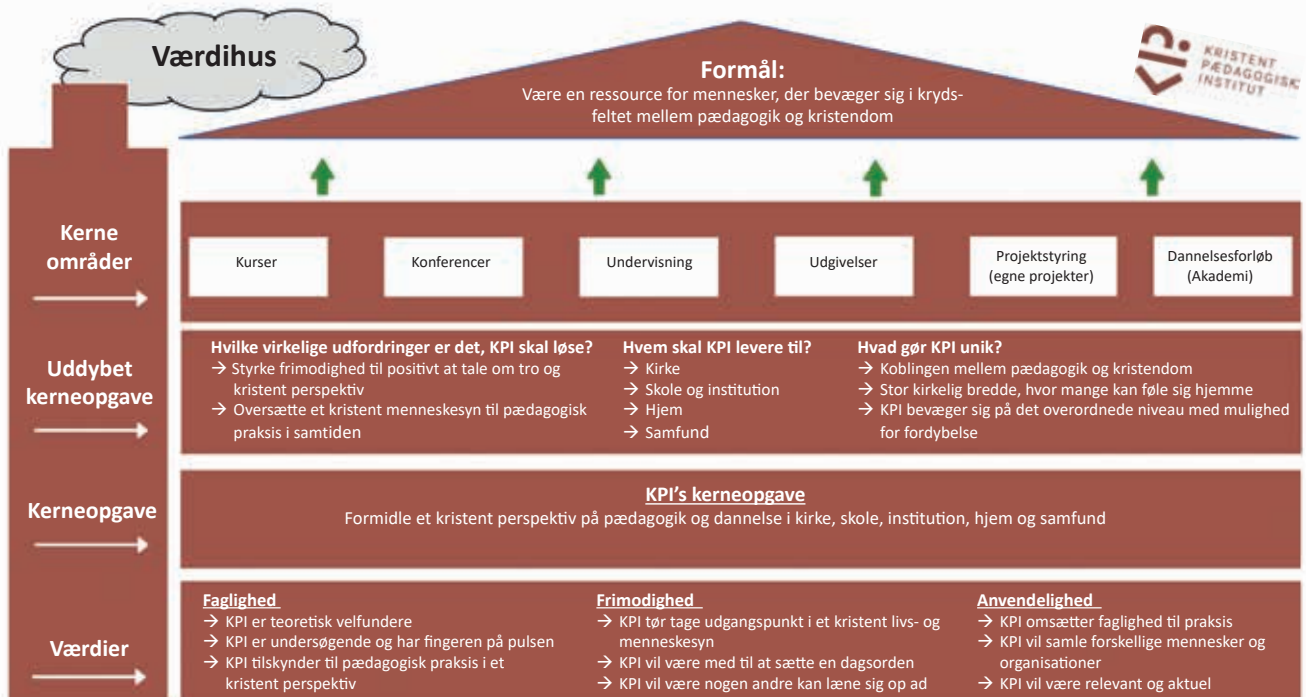 Værdihus
Formål:
Være en ressource for mennesker, der bevæger sig i kryds-
feltet mellem pædagogik og kristendom
KPI:
KRISTENT
PÆDAGOGISK
INSTITUT
Kerne
områder
Kurser
Konferencer
Undervisning
Udgivelser
Projektstyring
(egne projekter)
Dannelsesforløb
(Akademi)
Uddybet
kerneopgave
Hvilke virkelige udfordringer er det, KPI skal løse?
→ Styrke frimodighed til positivt at tale om tro og
kristent perspektiv
→ Oversætte et kristent menneskesyn til pædagogisk
praksis i samtiden
Hvem skal KPI levere til?
→ Kirke
→ Skole og institution
→ Hjem
→ Samfund
Hvad gør KPI unik?
→ Koblingen mellem pædagogik og kristendom
→ Stor kirkelig bredde, hvor mange kan føle sig hjemme
→ KPI bevæger sig på det overordnede niveau med mulighed
for fordybelse
Kerneopgave
KPI's kerneopgave
Formidle et kristent perspektiv på pædagogik og dannelse i kirke, skole, institution, hjem og samfund
Værdier
Faglighed
→ KPI er teoretisk velfundere
→ KPI er undersøgende og har fingeren på pulsen
→ KPI tilskynder til pædagogisk praksis i et
kristent perspektiv
Frimodighed
→ KPI tør tage udgangspunkt i et kristent livs- og
menneskesyn
→ KPI vil være med til at sætte en dagsorden
→ KPI vil være nogen andre kan læne sig op ad
Anvendelighed
→ KPI omsætter faglighed til praksis
→ KPI vil samle forskellige mennesker og
organisationer
→ KPI vil være relevant og aktuel